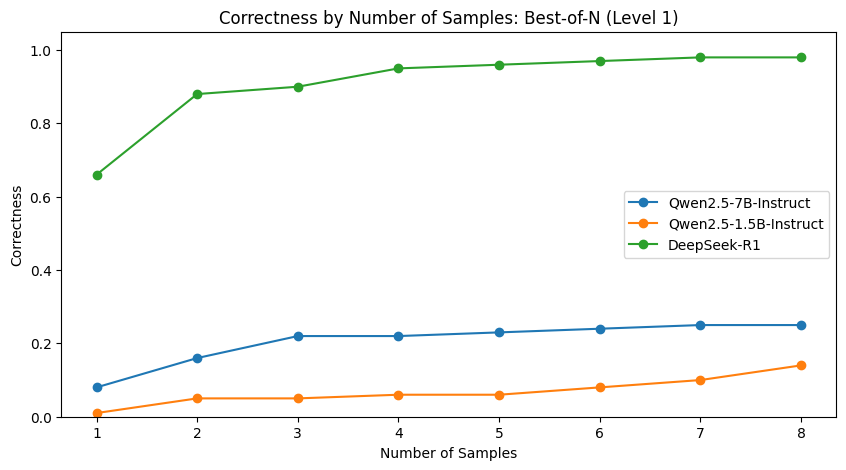 Correctness by Number of Samples: Best-of-N (Level 1)
1.0
0.8
0.6
0.4
0.2
0.0
Correctness
Qwen2.5-7B-Instruct
Qwen2.5-1.5B-Instruct
DeepSeek-R1
1 2 3 4 5 6 7 8
Number of Samples